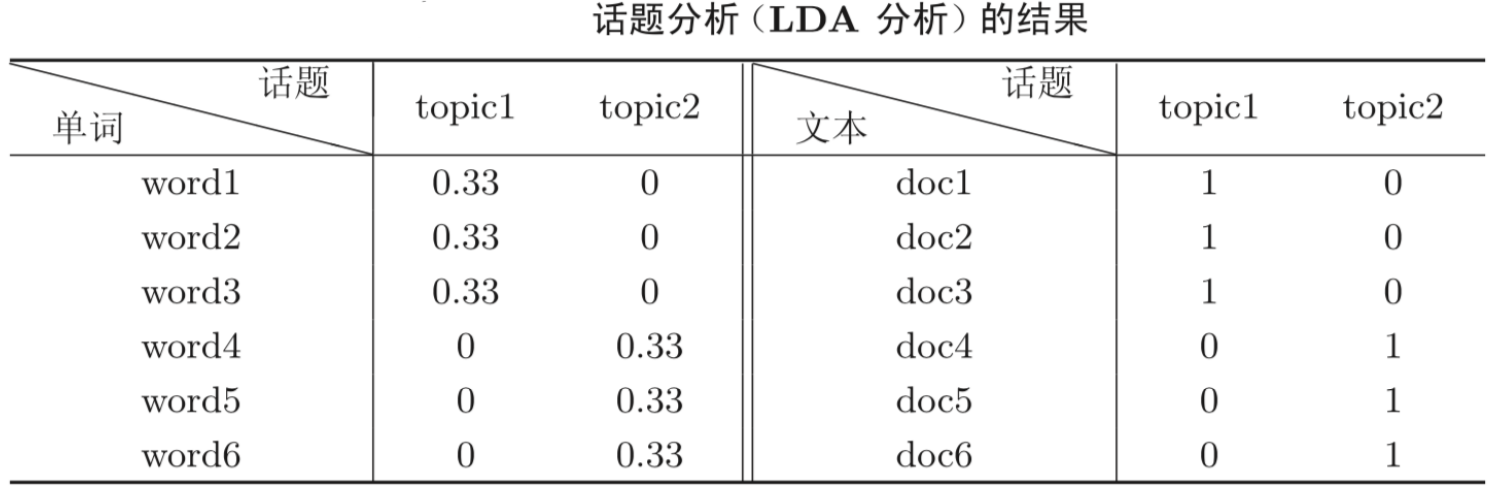 话题分析（LDA 分析）的结果
话题 单词 topic1 topic2 话题 文本 topic1 topic2
word1 0.33 0 doc1 1 0
word2 0.33 0 doc2 1 0
word3 0.33 0 doc3 1 0
word4 0 0.33 doc4 0 1
word5 0 0.33 doc5 0 1
word6 0 0.33 doc6 0 1